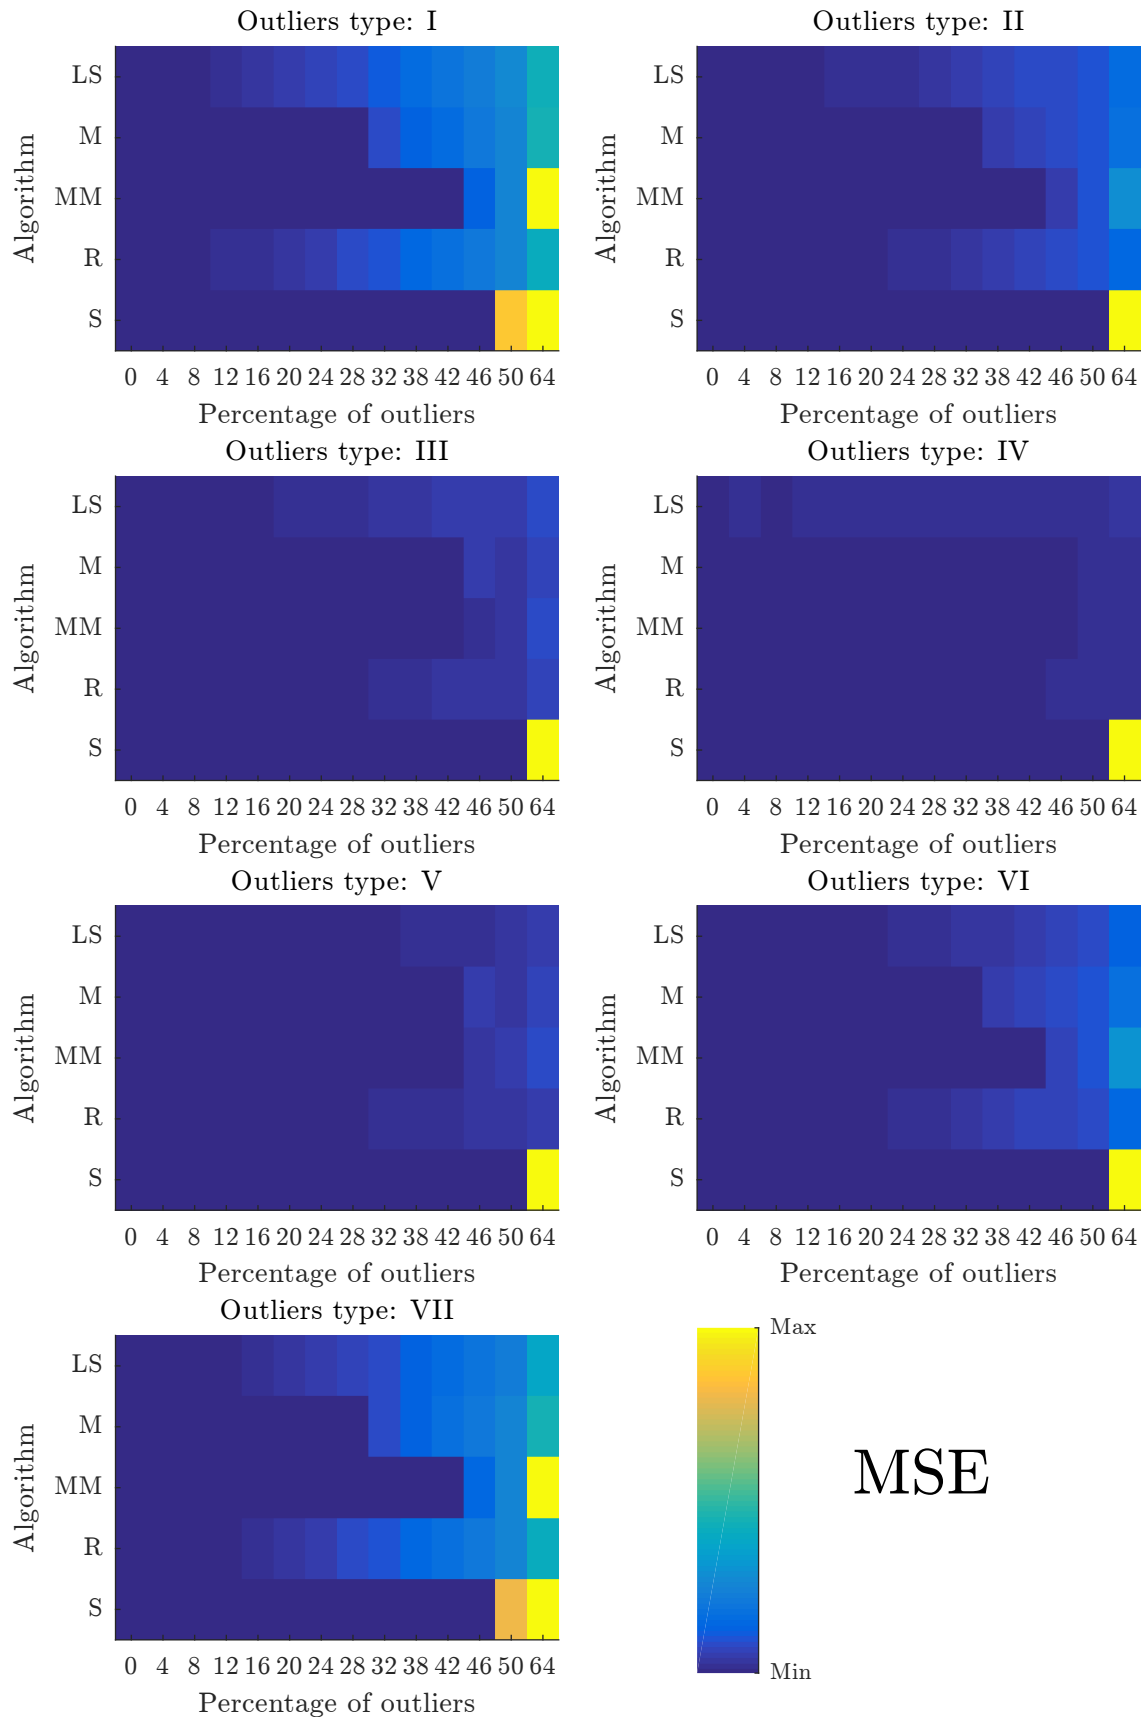 Outliers type: I
Algorithm
LS
M
MM
R
S
0 4 8 12 16 20 24 28 32 38 42 46 50 64
Percentage of outliers
Outliers type: II
Algorithm
LS
M
MM
R
S
0 4 8 12 16 20 24 28 32 38 42 46 50 64
Percentage of outliers
Outliers type: III
Algorithm
LS
M
MM
R
S
0 4 8 12 16 20 24 28 32 38 42 46 50 64
Percentage of outliers
Outliers type: IV
Algorithm
LS
M
MM
R
S
0 4 8 12 16 20 24 28 32 38 42 46 50 64
Percentage of outliers
Outliers type: V
Algorithm
LS
M
MM
R
S
0 4 8 12 16 20 24 28 32 38 42 46 50 64
Percentage of outliers
Outliers type: VI
Algorithm
LS
M
MM
R
S
0 4 8 12 16 20 24 28 32 38 42 46 50 64
Percentage of outliers
Outliers type: VII
Algorithm
LS
M
MM
R
S
0 4 8 12 16 20 24 28 32 38 42 46 50 64
Percentage of outliers
Max
MSE
Min